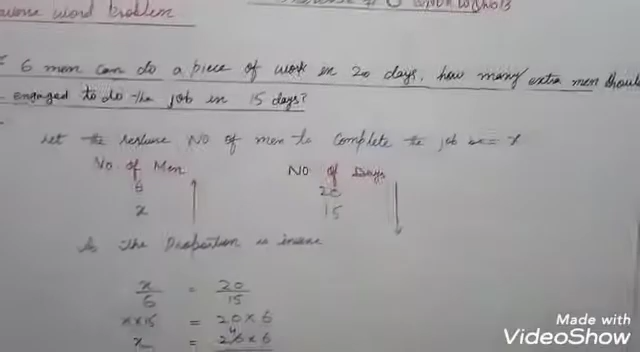 word Problem
6 men can do a piece of work in 20 days, how many extra men should
engaged to do the job in 15 days?
Let the NO of men to complete the job = x
No of Men NO of Days
6 20
x 15
As the Proportion is inverse
x/6 = 20/15
x × 15 = 20 × 6
x = 20 × 6
Made with
VideoShow